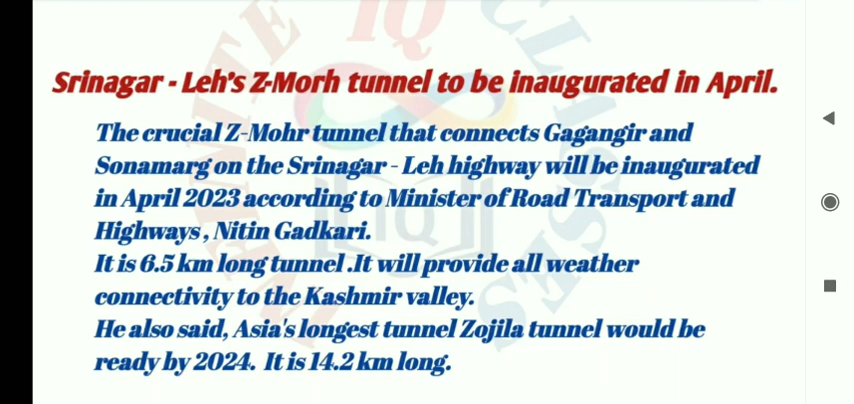 Srinagar - Leh's Z-Morh tunnel to be inaugurated in April.
The crucial Z-Mohr tunnel that connects Gagangir and
Sonamarg on the Srinagar - Leh highway will be inaugurated
in April 2023 according to Minister of Road Transport and
Highways, Nitin Gadkari.
It is 6.5 km long tunnel .It will provide all weather
connectivity to the Kashmir valley.
He also said, Asia's longest tunnel Zojila tunnel would be
ready by 2024. It is 14.2 km long.
IQ
CLASSES
IQ